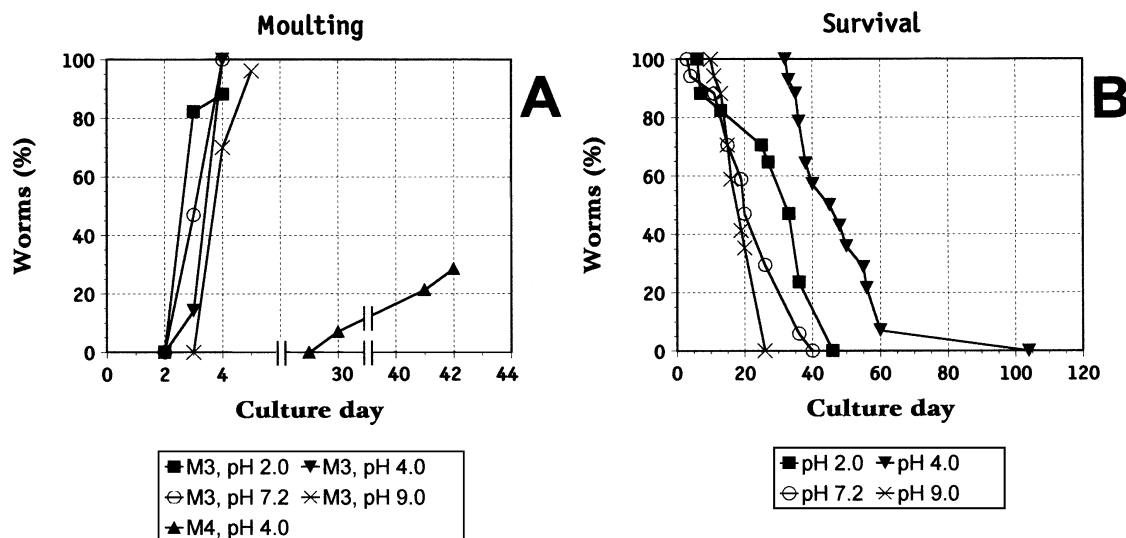 Moulting
A
100
80
60
40
20
0
Worms (%)
0 2 4 30 40 42 44
Culture day
M3, pH 2.0 M3, pH 4.0
M3, pH 7.2 M3, pH 9.0
M4, pH 4.0
Survival
B
100
80
60
40
20
0
Worms (%)
0 20 40 60 80 100 120
Culture day
pH 2.0 pH 4.0
pH 7.2 pH 9.0